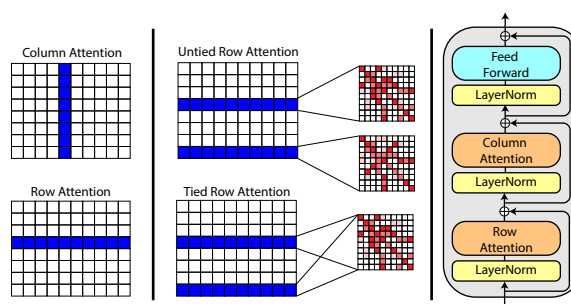 Column Attention
Row Attention
Untied Row Attention
Tied Row Attention
Feed
Forward
LayerNorm
Column
Attention
LayerNorm
Row
Attention
LayerNorm